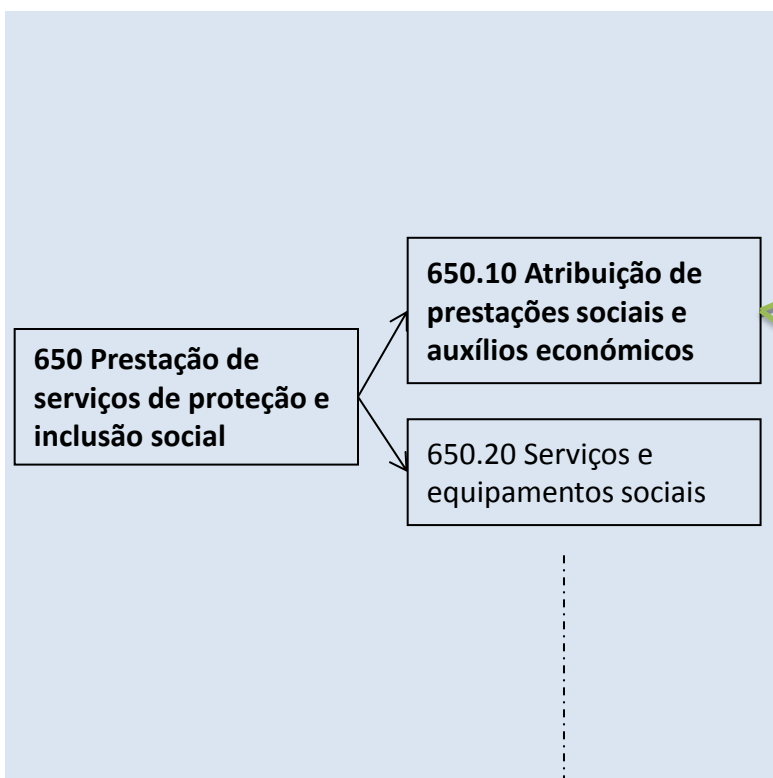 650.10 Atribuição de
prestações sociais e
auxílios económicos
650 Prestação de
serviços de proteção e
inclusão social
650.20 Serviços e
equipamentos sociais